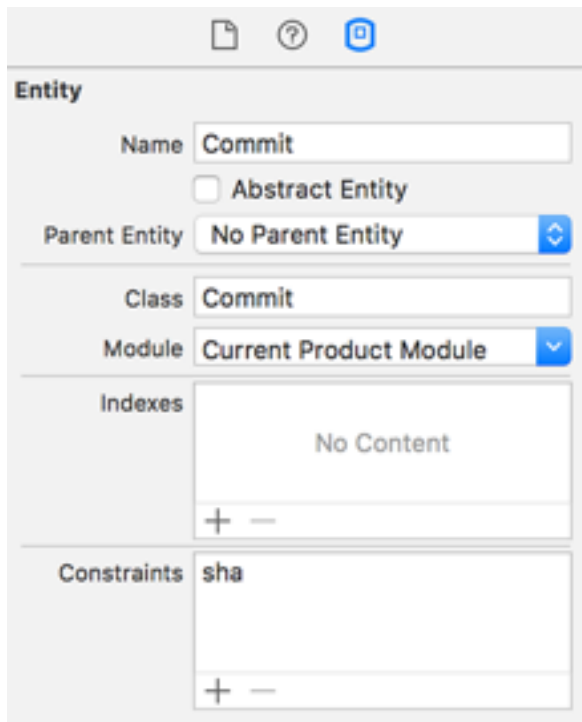 Entity
Name Commit
Abstract Entity
Parent Entity No Parent Entity
Class Commit
Module Current Product Module
Indexes
No Content
Constraints sha